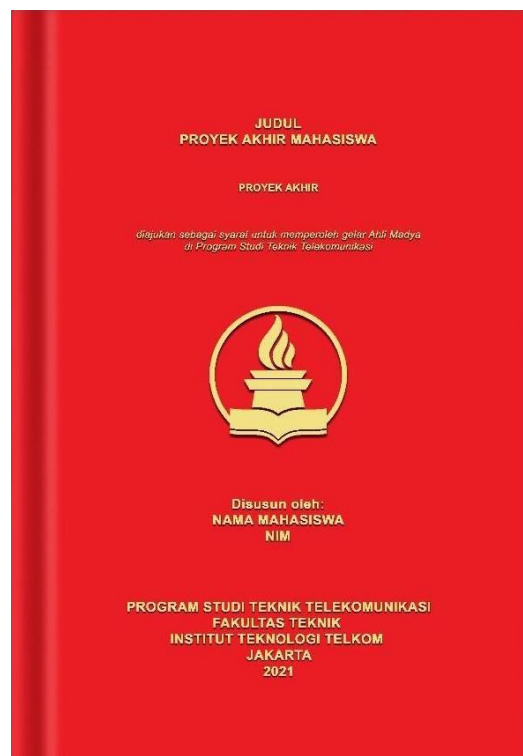 JUDUL
PROYEK AKHIR MAHASISWA
PROYEK AKHIR
diajukan sebagai syarat untuk memperoleh gelar Ahli Madya
di Program Studi Teknik Telekomunikasi
Disusun oleh:
NAMA MAHASISWA
NIM
PROGRAM STUDI TEKNIK TELEKOMUNIKASI
FAKULTAS TEKNIK
INSTITUT TEKNOLOGI TELKOM
JAKARTA
2021